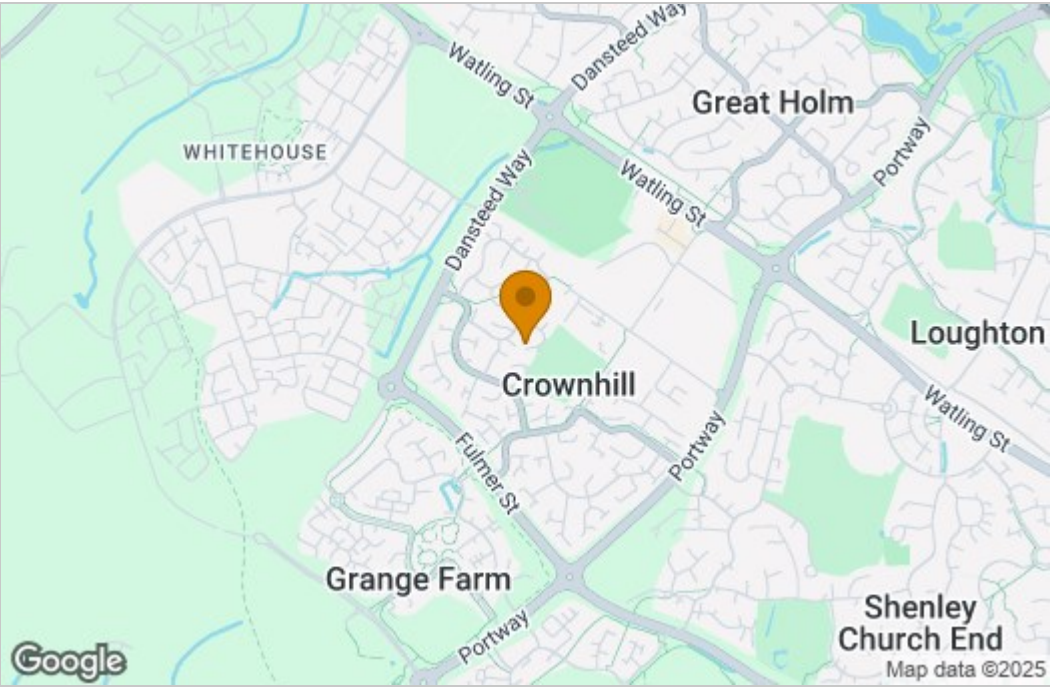 Dansteed Way
Watling St
Great Holm
WHITEHOUSE
Portway
Watling St
Dansteed Way
Loughton
Crownhill
Watling St
Portway
Fulmer St
Grange Farm
Shenley
Church End
Portway
Google
Map data ©2025